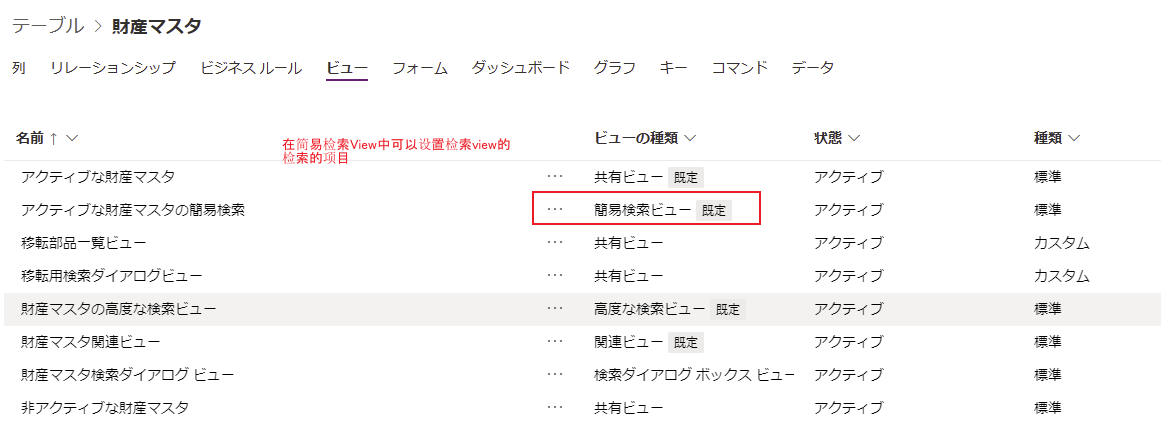 テーブル > 財産マスタ
列 リレーションシップ ビジネス ルール ビュー フォーム ダッシュボード グラフ キー コマンド データ
名前 ↑ ビューの種類 状態 種類
在简易检索View中可以设置检索view的
检索的项目
アクティブな財産マスタ ··· 共有ビュー 既定 アクティブ 標準
アクティブな財産マスタの簡易検索 ··· 簡易検索ビュー 既定 アクティブ 標準
移転部品一覧ビュー ··· 共有ビュー アクティブ カスタム
移転用検索ダイアログビュー ··· 共有ビュー アクティブ カスタム
財産マスタの高度な検索ビュー ··· 高度な検索ビュー 既定 アクティブ 標準
財産マスタ関連ビュー ··· 関連ビュー 既定 アクティブ 標準
財産マスタ検索ダイアログ ビュー ··· 検索ダイアログ ボックス ビュー アクティブ 標準
非アクティブな財産マスタ ··· 共有ビュー アクティブ 標準